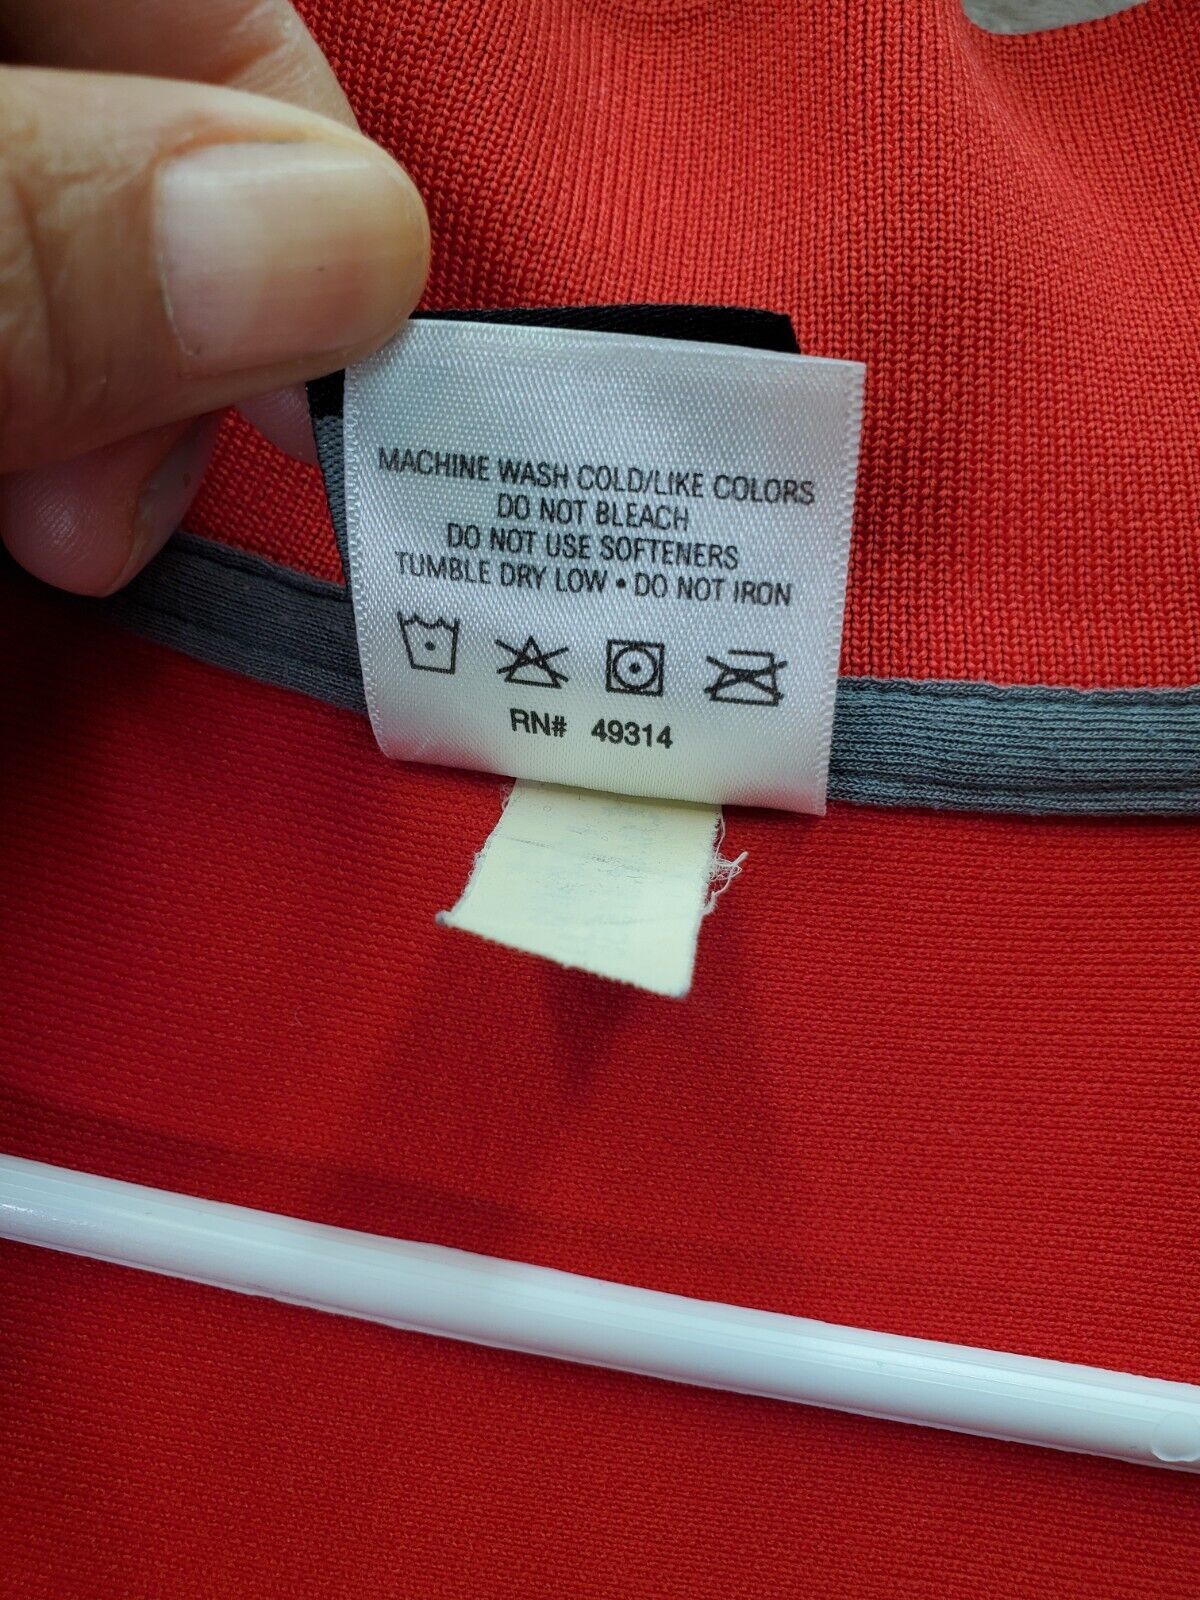 MACHINE WASH COLD/LIKE COLORS
DO NOT BLEACH
DO NOT USE SOFTENERS
TUMBLE DRY LOW • DO NOT IRON
RN# 49314